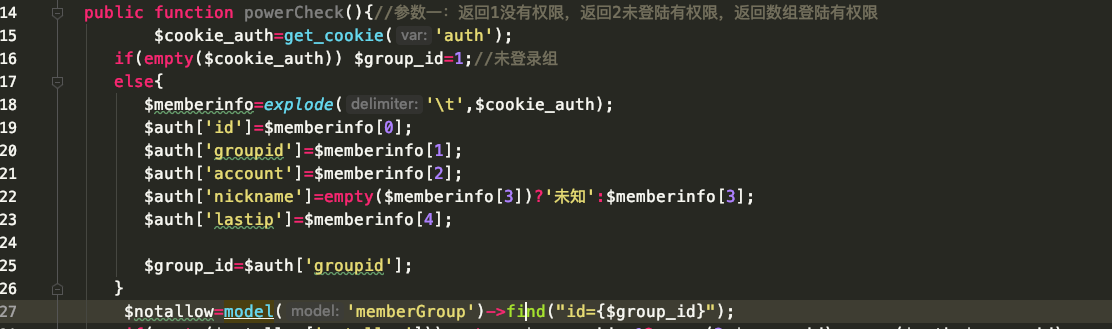 14 public function powerCheck(){//参数一：返回1没有权限，返回2未登陆有权限，返回数组登陆有权限
15 $cookie_auth=get_cookie( var: 'auth');
16 if(empty($cookie_auth)) $group_id=1;//未登录组
17 else{
18 $memberinfo=explode( delimiter: '\t',$cookie_auth);
19 $auth['id']=$memberinfo[0];
20 $auth['groupid']=$memberinfo[1];
21 $auth['account']=$memberinfo[2];
22 $auth['nickname']=empty($memberinfo[3])?'未知':$memberinfo[3];
23 $auth['lastip']=$memberinfo[4];
24
25 $group_id=$auth['groupid'];
26 }
27 $notallow=model( model: 'memberGroup')->find("id={$group_id}");